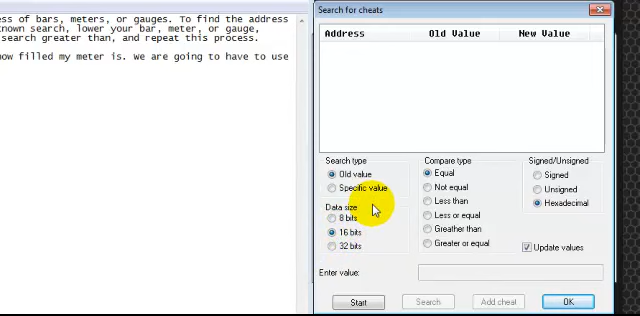 ess of bars, meters, or gauges. To find the address
known search, lower your bar, meter, or gauge,
search greater than, and repeat this process.
how filled my meter is. we are going to have to use
Search for cheats
Address Old Value New Value
Search type
Old value
Specific value
Data size
8 bits
16 bits
32 bits
Compare type
Equal
Not equal
Less than
Less or equal
Greather than
Greater or equal
Signed/Unsigned
Signed
Unsigned
Hexadecimal
Update values
Enter value:
Start Search Add cheat OK